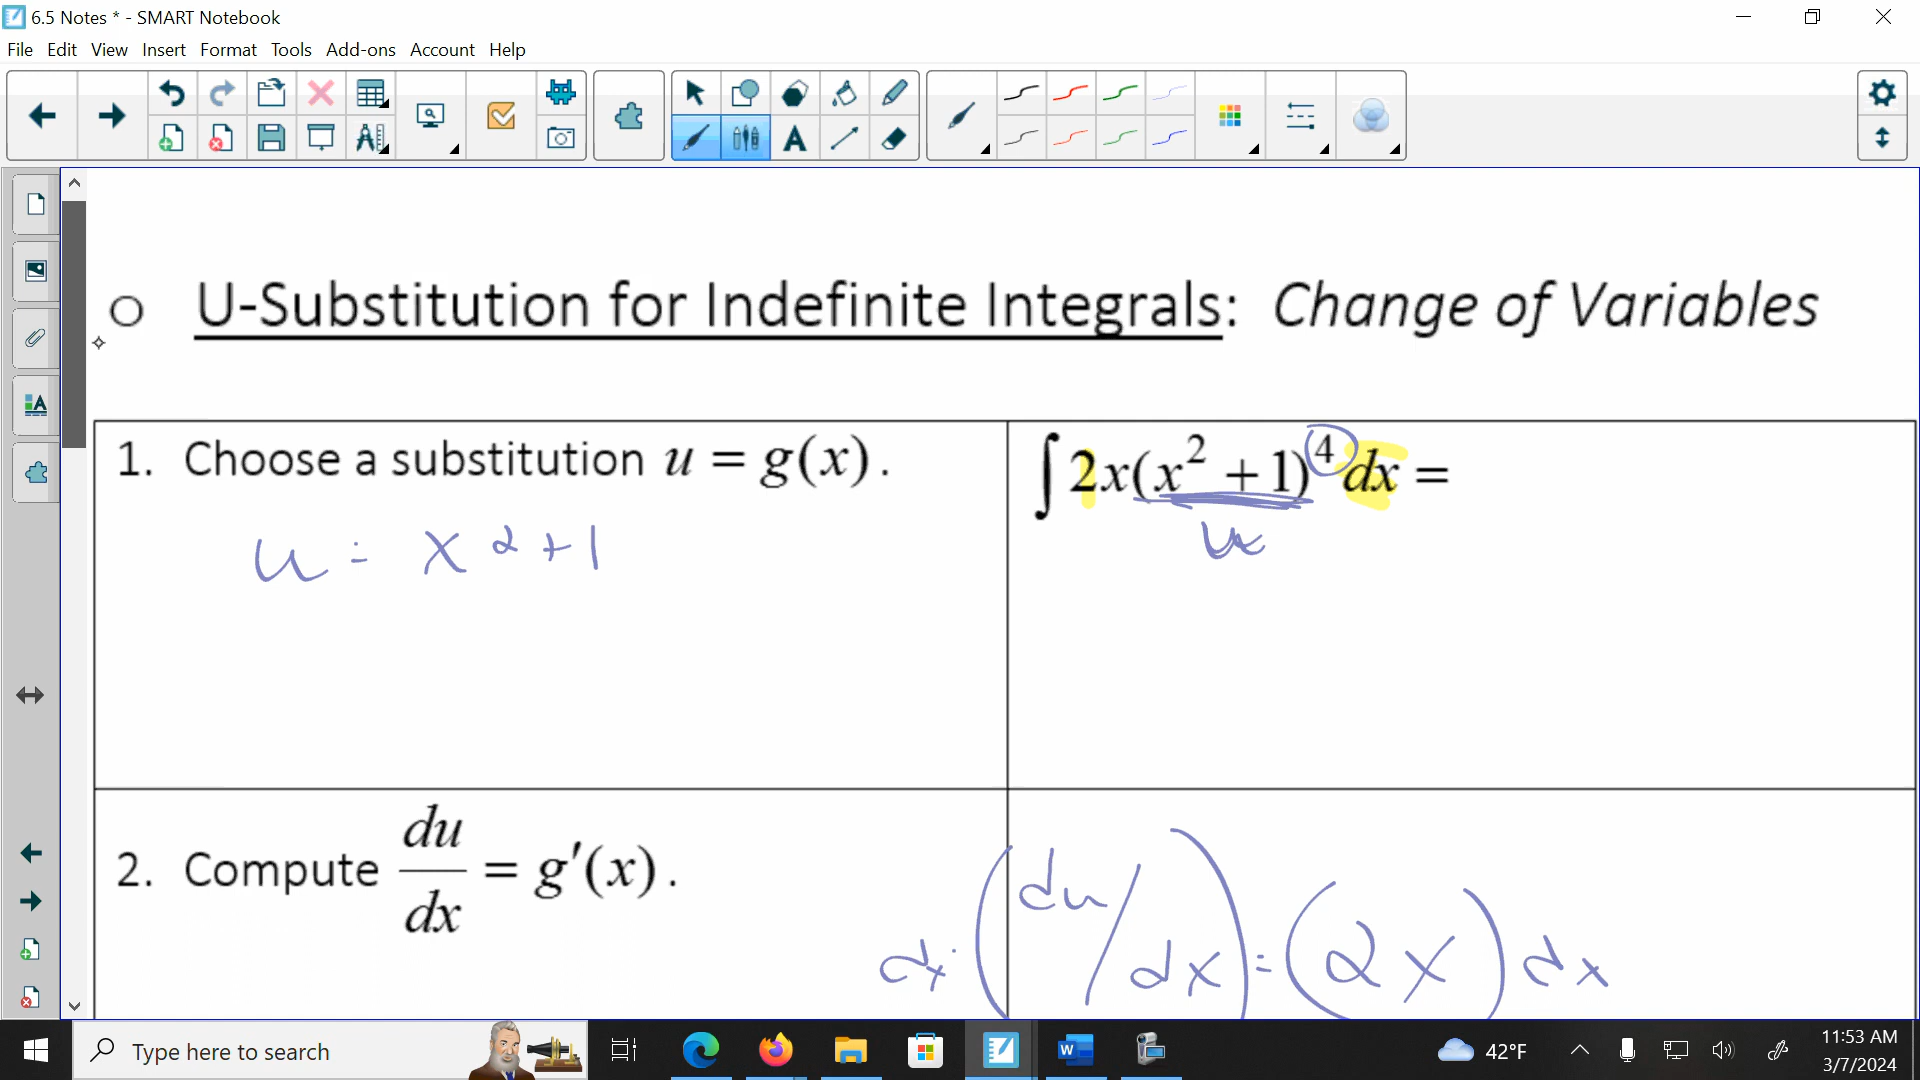 6.5 Notes * - SMART Notebook
File Edit View Insert Format Tools Add-ons Account Help
U-Substitution for Indefinite Integrals: Change of Variables
1. Choose a substitution u = g(x).
u = x² + 1
∫ 2x(x² + 1)⁴ dx =
u
2. Compute du/dx = g′(x).
dx · (du/dx) = (2x) dx
Type here to search
42°F
11:53 AM
3/7/2024